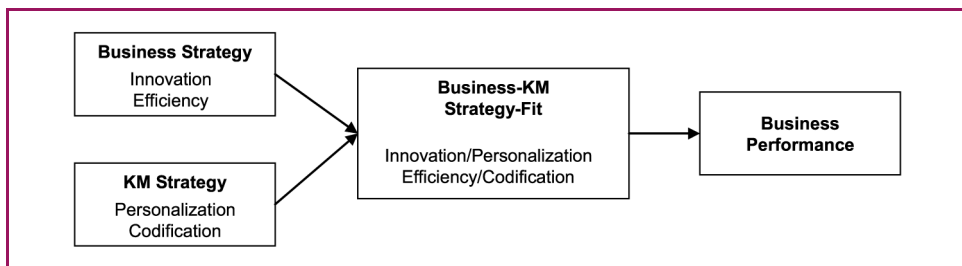 Business Strategy
Innovation
Efficiency
KM Strategy
Personalization
Codification
Business-KM
Strategy-Fit
Innovation/Personalization
Efficiency/Codification
Business
Performance